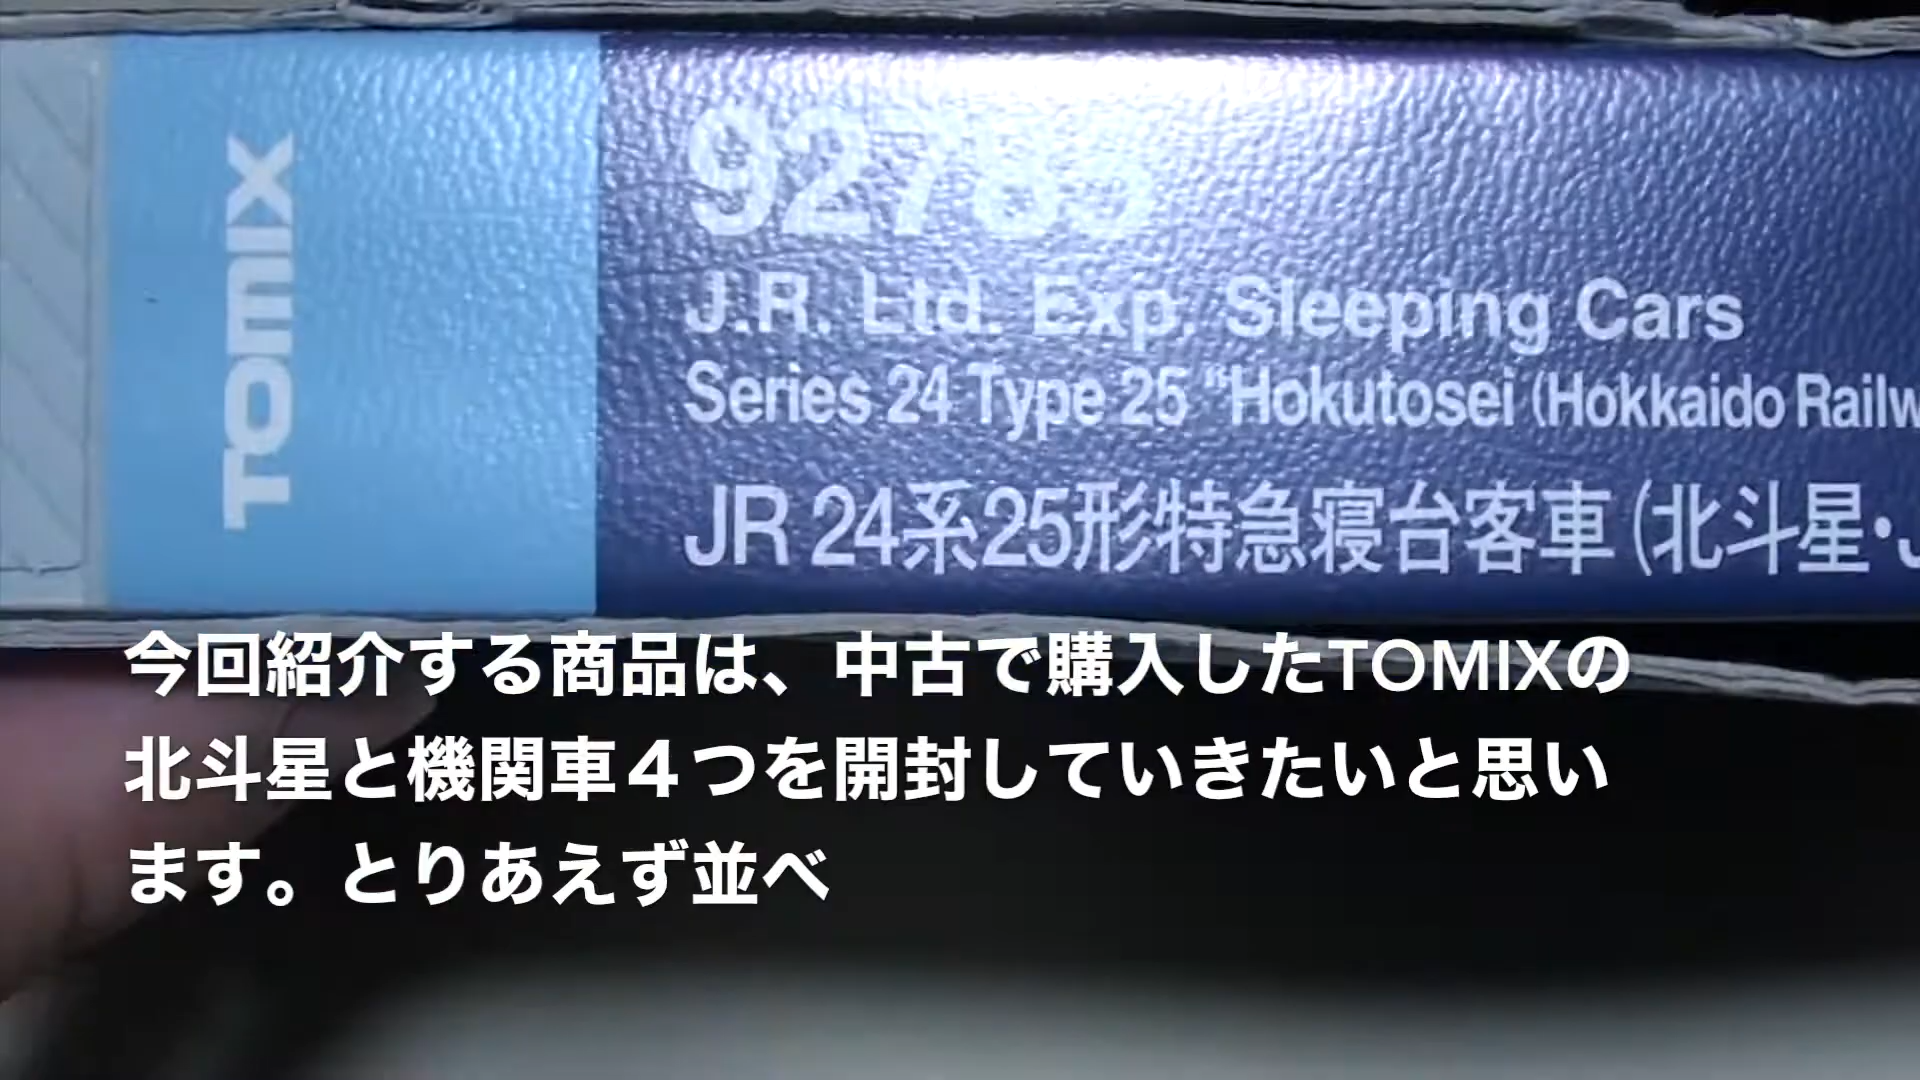 TOMIX
92785
J.R. Ltd. Exp. Sleeping Cars
Series 24 Type 25 "Hokutosei (Hokkaido Railw
JR 24系25形特急寝台客車 (北斗星・J
今回紹介する商品は、中古で購入したTOMIXの
北斗星と機関車４つを開封していきたいと思い
ます。とりあえず並べ